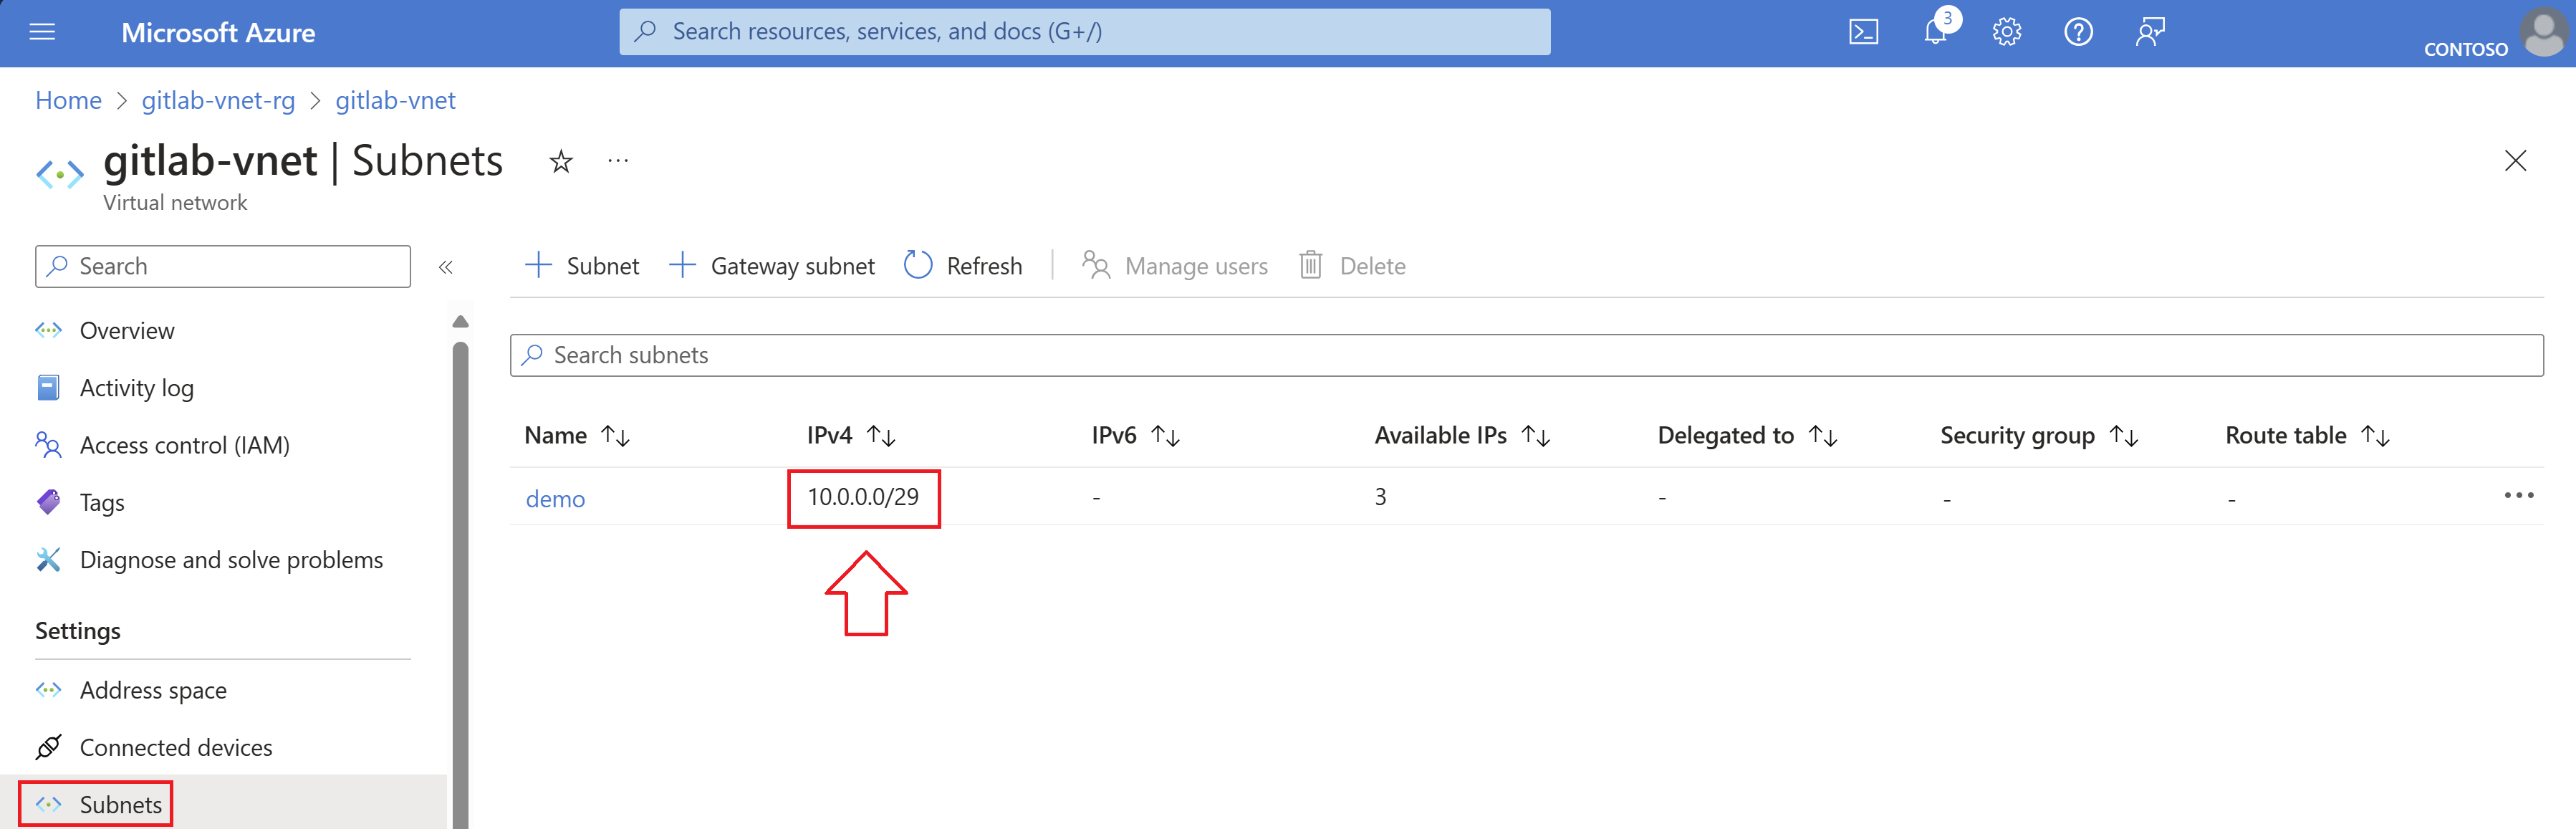 Microsoft Azure
Search resources, services, and docs (G+/)
3
CONTOSO
Home > gitlab-vnet-rg > gitlab-vnet
gitlab-vnet | Subnets
Virtual network
Search
Overview
Activity log
Access control (IAM)
Tags
Diagnose and solve problems
Settings
Address space
Connected devices
Subnets
+ Subnet + Gateway subnet Refresh Manage users Delete
Search subnets
Name IPv4 IPv6 Available IPs Delegated to Security group Route table
demo 10.0.0.0/29 - 3 - - -